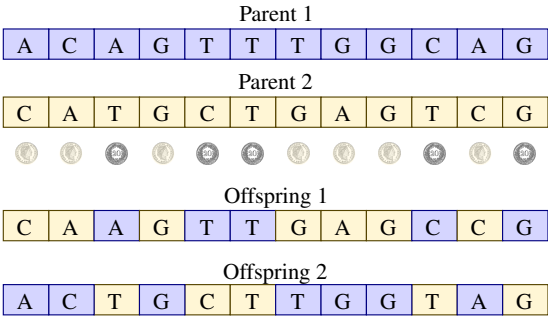 Parent 1
A C A G T T T G G C A G
Parent 2
C A T G C T G A G T C G
Offspring 1
C A A G T T G A G C C G
Offspring 2
A C T G C T T G G T A G